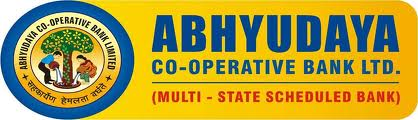 ABHYUDAYA CO-OPERATIVE BANK LIMITED
ABHYUDAYA
CO-OPERATIVE BANK LTD.
(MULTI - STATE SCHEDULED BANK)